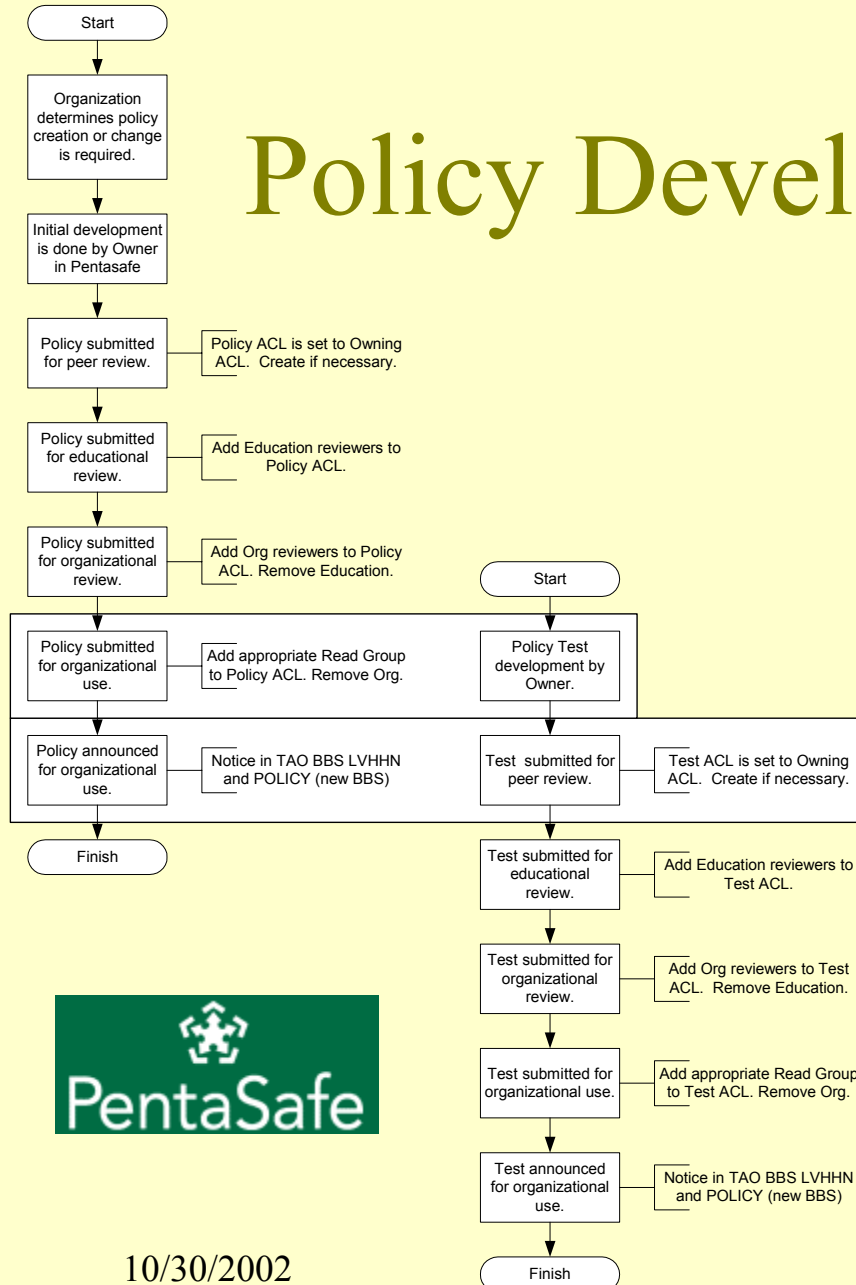 Start
Organization
determines policy
creation or change
is required.
Policy Devel
Initial development
is done by Owner
in Pentasafe
Policy submitted
for peer review.
Policy ACL is set to Owning
ACL. Create if necessary.
Policy submitted
for educational
review.
Add Education reviewers to
Policy ACL.
Policy submitted
for organizational
review.
Add Org reviewers to Policy
ACL. Remove Education.
Start
Policy submitted
for organizational
use.
Add appropriate Read Group
to Policy ACL. Remove Org.
Policy Test
development by
Owner.
Policy announced
for organizational
use.
Notice in TAO BBS LVHHN
and POLICY (new BBS)
Test submitted for
peer review.
Test ACL is set to Owning
ACL. Create if necessary.
Finish
Test submitted for
educational
review.
Add Education reviewers to
Test ACL.
Test submitted for
organizational
review.
Add Org reviewers to Test
ACL. Remove Education.
PentaSafe
Test submitted for
organizational use.
Add appropriate Read Group
to Test ACL. Remove Org.
Test announced
for organizational
use.
Notice in TAO BBS LVHHN
and POLICY (new BBS)
10/30/2002
Finish